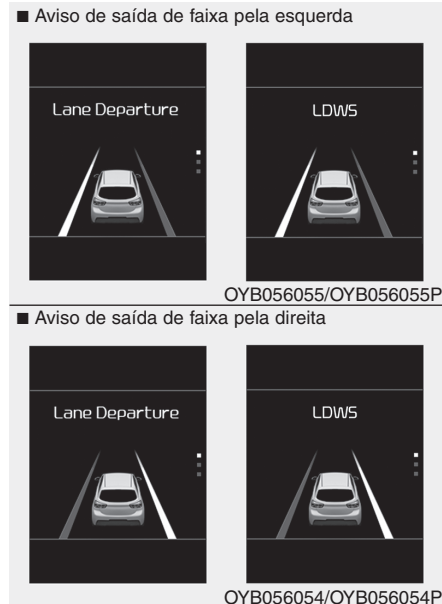 ■ Aviso de saída de faixa pela esquerda
Lane Departure
LDWS
OYB056055/OYB056055P
■ Aviso de saída de faixa pela direita
Lane Departure
LDWS
OYB056054/OYB056054P